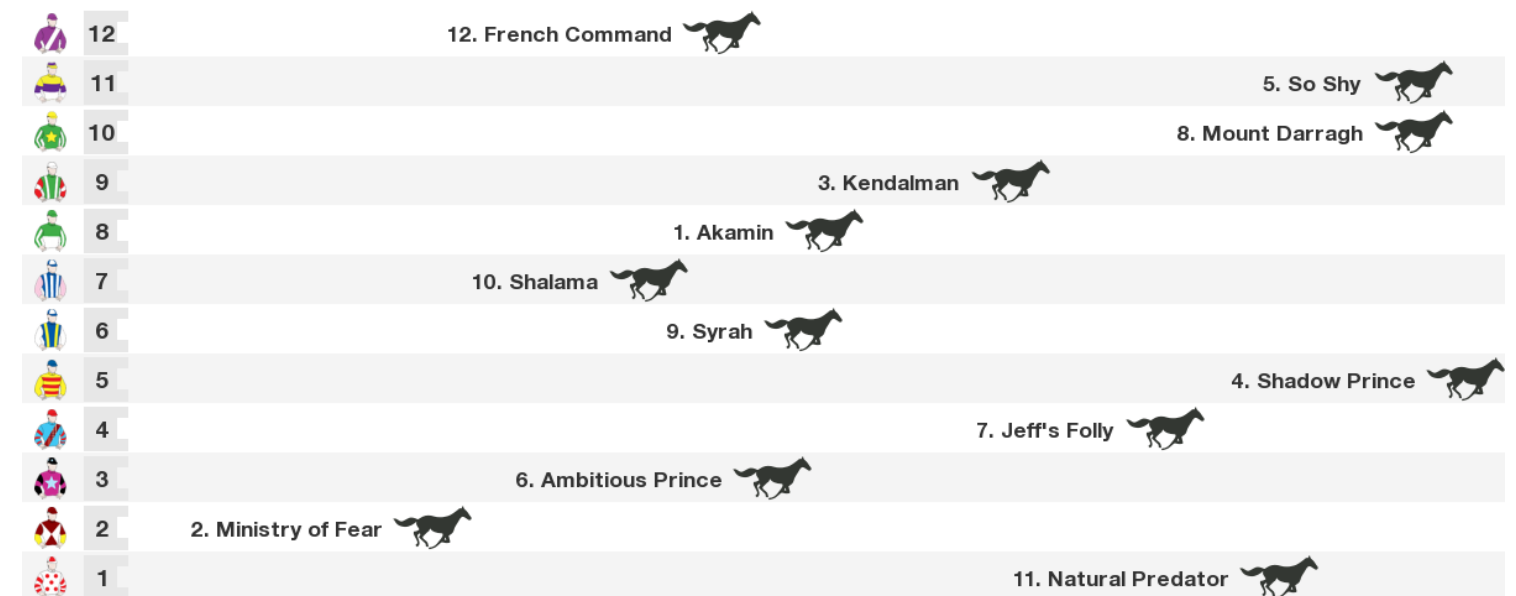 12 12. French Command
11 5. So Shy
10 8. Mount Darragh
9 3. Kendalman
8 1. Akamin
7 10. Shalama
6 9. Syrah
5 4. Shadow Prince
4 7. Jeff's Folly
3 6. Ambitious Prince
2 2. Ministry of Fear
1 11. Natural Predator